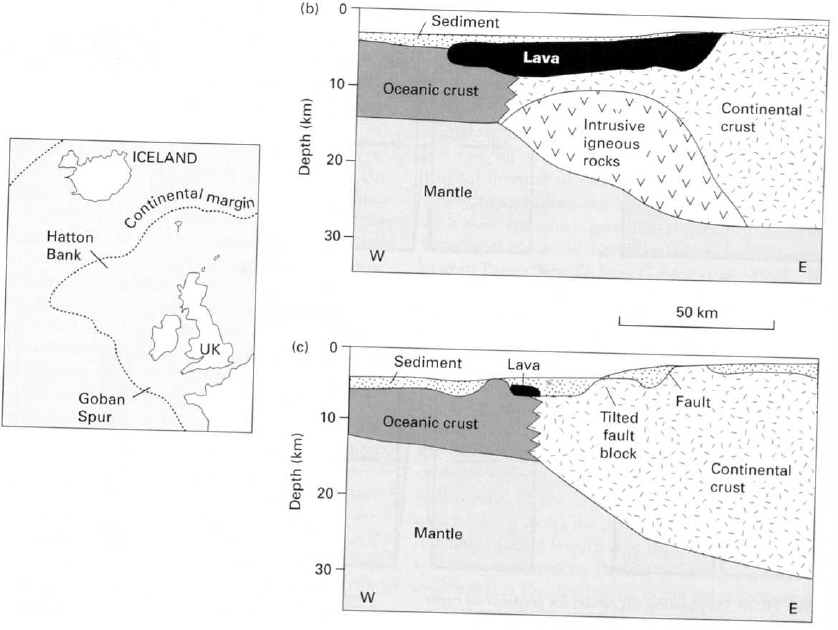 ICELAND
Continental margin
Hatton
Bank
UK
Goban
Spur
(b)
0
Sediment
Lava
10
Oceanic crust
Continental
crust
Intrusive
igneous
rocks
20
Mantle
30
Depth (km)
W
E
50 km
(c)
0
Sediment
Lava
10
Oceanic crust
Tilted
fault
block
Fault
Continental
crust
20
Mantle
30
Depth (km)
W
E